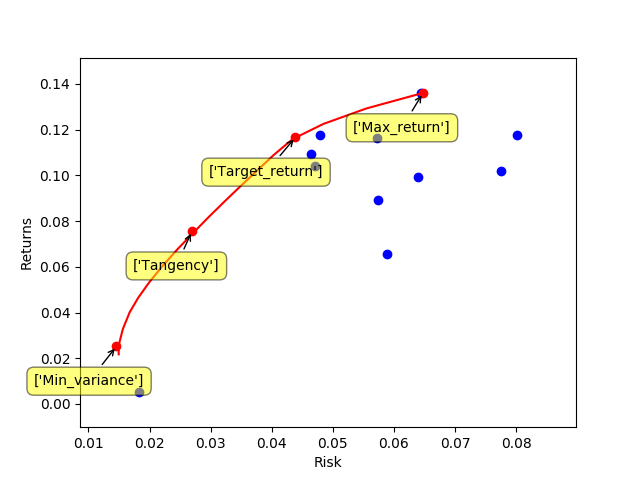 0.14
0.12
0.10
0.08
0.06
0.04
0.02
0.00
Returns
['Max_return']
['Target_return']
['Tangency']
['Min_variance']
0.01 0.02 0.03 0.04 0.05 0.06 0.07 0.08
Risk